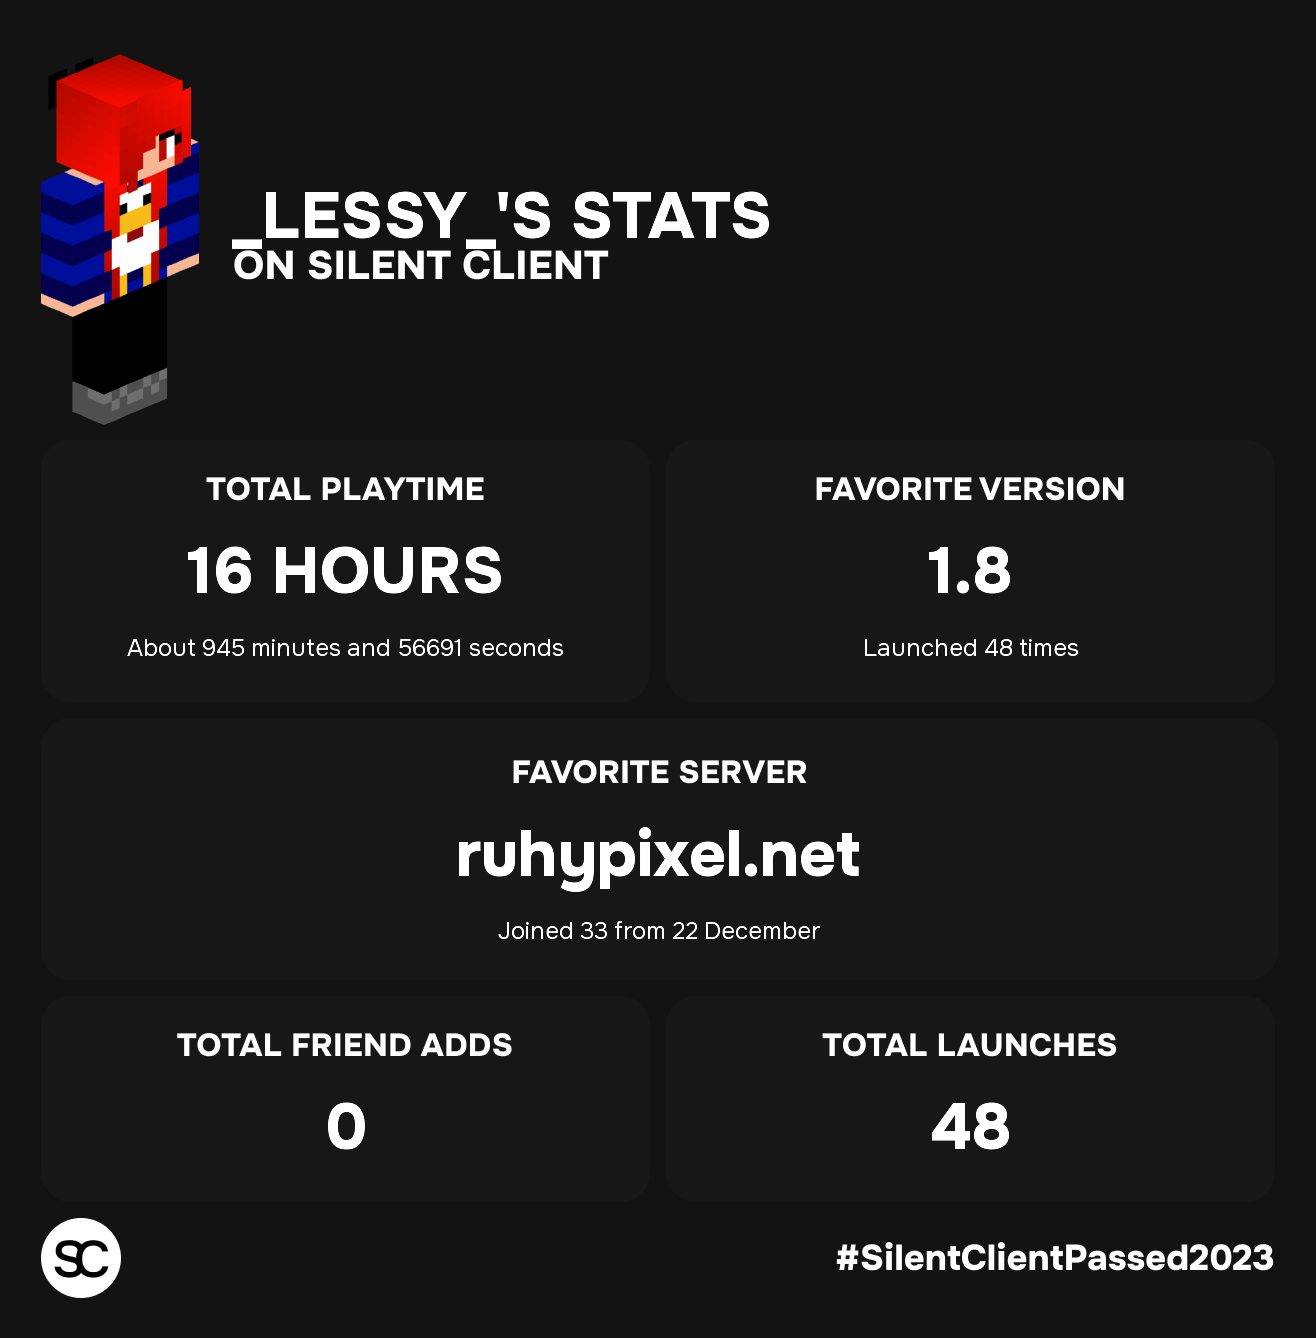 _LESSY_'S STATS
ON SILENT CLIENT
TOTAL PLAYTIME
16 HOURS
About 945 minutes and 56691 seconds
FAVORITE VERSION
1.8
Launched 48 times
FAVORITE SERVER
ruhypixel.net
Joined 33 from 22 December
TOTAL FRIEND ADDS
0
TOTAL LAUNCHES
48
SC
#SilentClientPassed2023